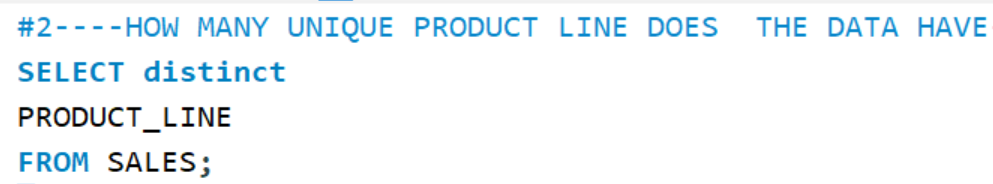 #2----HOW MANY UNIQUE PRODUCT LINE DOES  THE DATA HAVE
SELECT distinct
PRODUCT_LINE
FROM SALES;